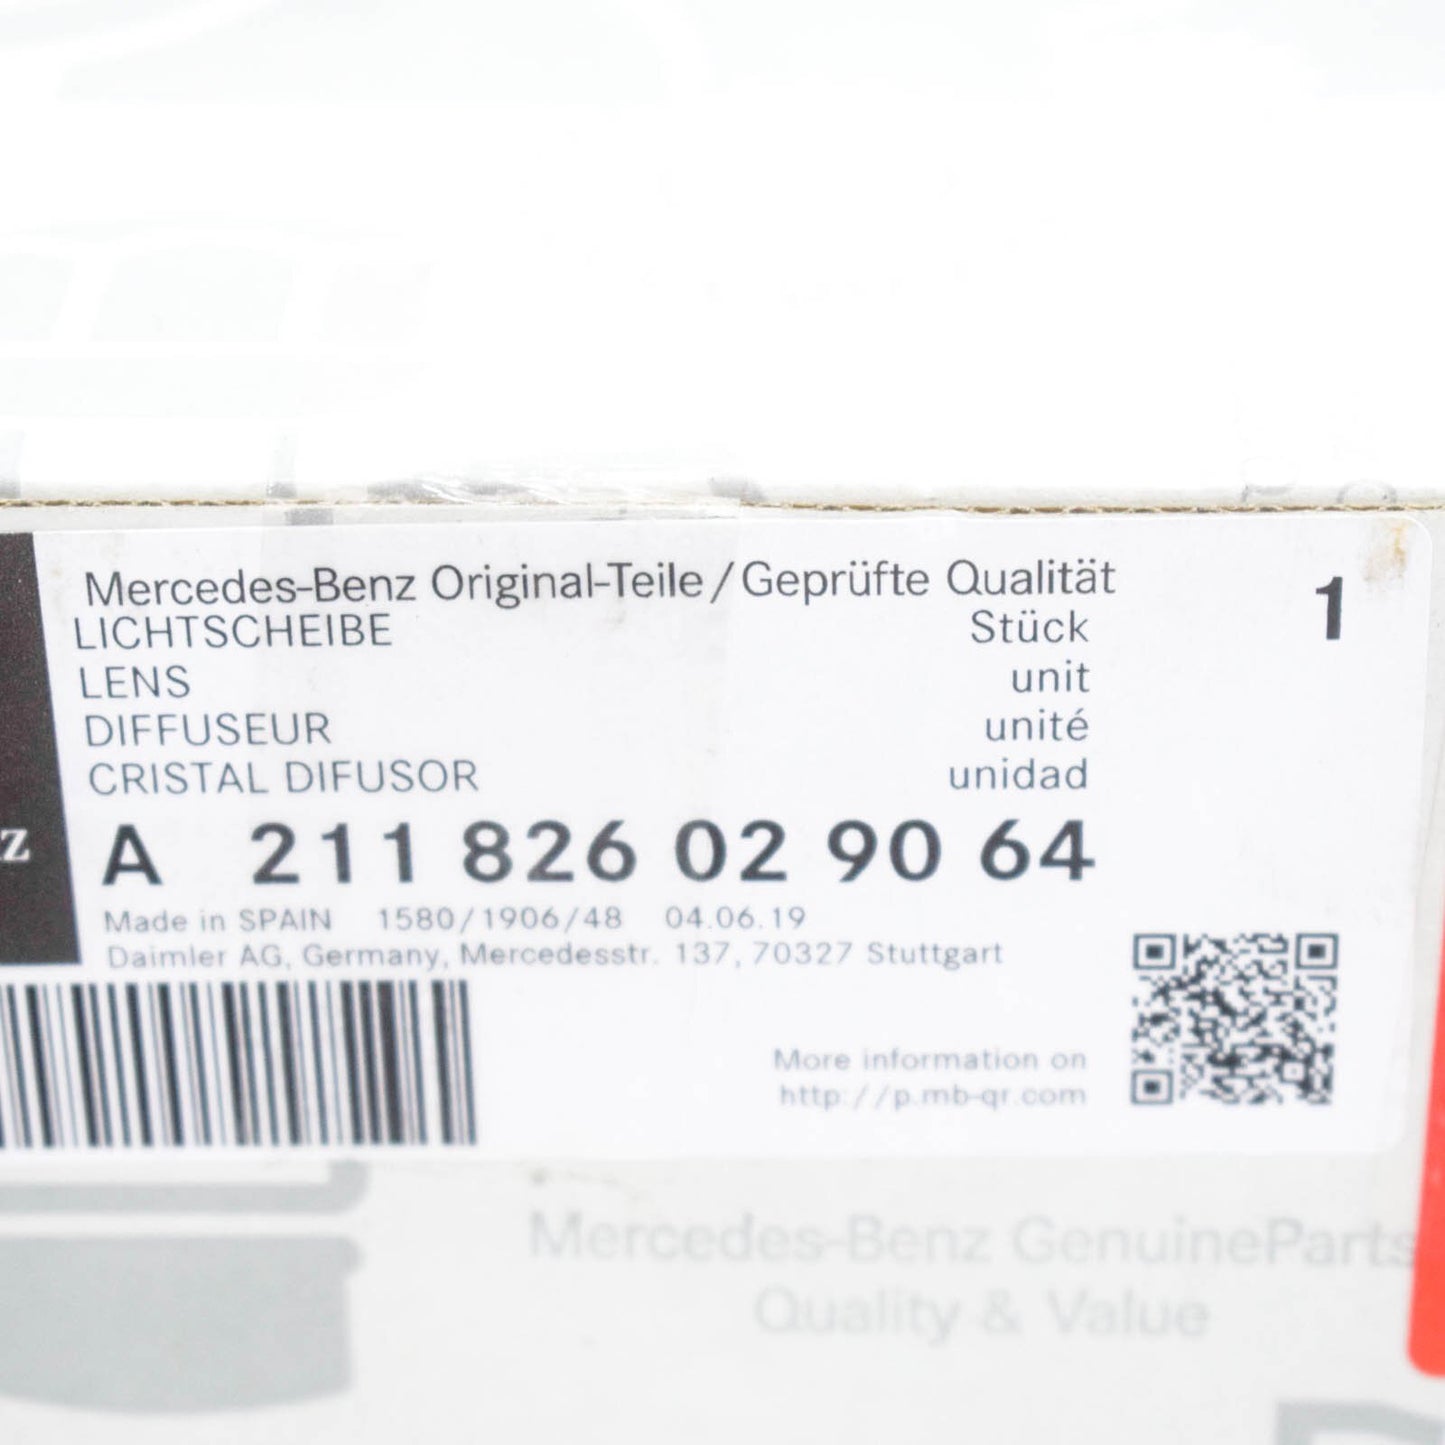 Mercedes-Benz Original-Teile / Geprüfte Qualität 1
LICHTSCHEIBE Stück
LENS unit
DIFFUSEUR unité
CRISTAL DIFUSOR unidad
z
A 211 826 02 90 64
Made in SPAIN 1580/1906/48 04.06.19
Daimler AG, Germany, Mercedesstr. 137, 70327 Stuttgart
More information on
http://p.mb-qr.com
Mercedes-Benz GenuineParts
Quality & Value